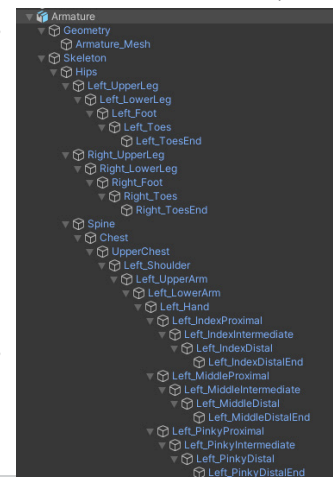 Armature
Geometry
Armature_Mesh
Skeleton
Hips
Left_UpperLeg
Left_LowerLeg
Left_Foot
Left_Toes
Left_ToesEnd
Right_UpperLeg
Right_LowerLeg
Right_Foot
Right_Toes
Right_ToesEnd
Spine
Chest
UpperChest
Left_Shoulder
Left_UpperArm
Left_LowerArm
Left_Hand
Left_IndexProximal
Left_IndexIntermediate
Left_IndexDistal
Left_IndexDistalEnd
Left_MiddleProximal
Left_MiddleIntermediate
Left_MiddleDistal
Left_MiddleDistalEnd
Left_PinkyProximal
Left_PinkyIntermediate
Left_PinkyDistal
Left_PinkyDistalEnd